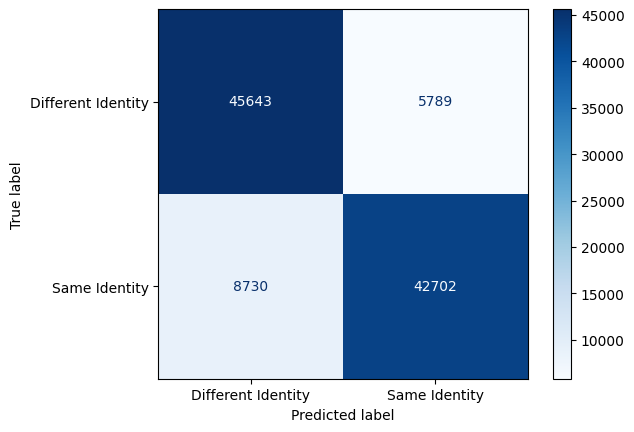 Different Identity
Same Identity
True label
45643
5789
8730
42702
Different Identity
Same Identity
Predicted label
45000
40000
35000
30000
25000
20000
15000
10000